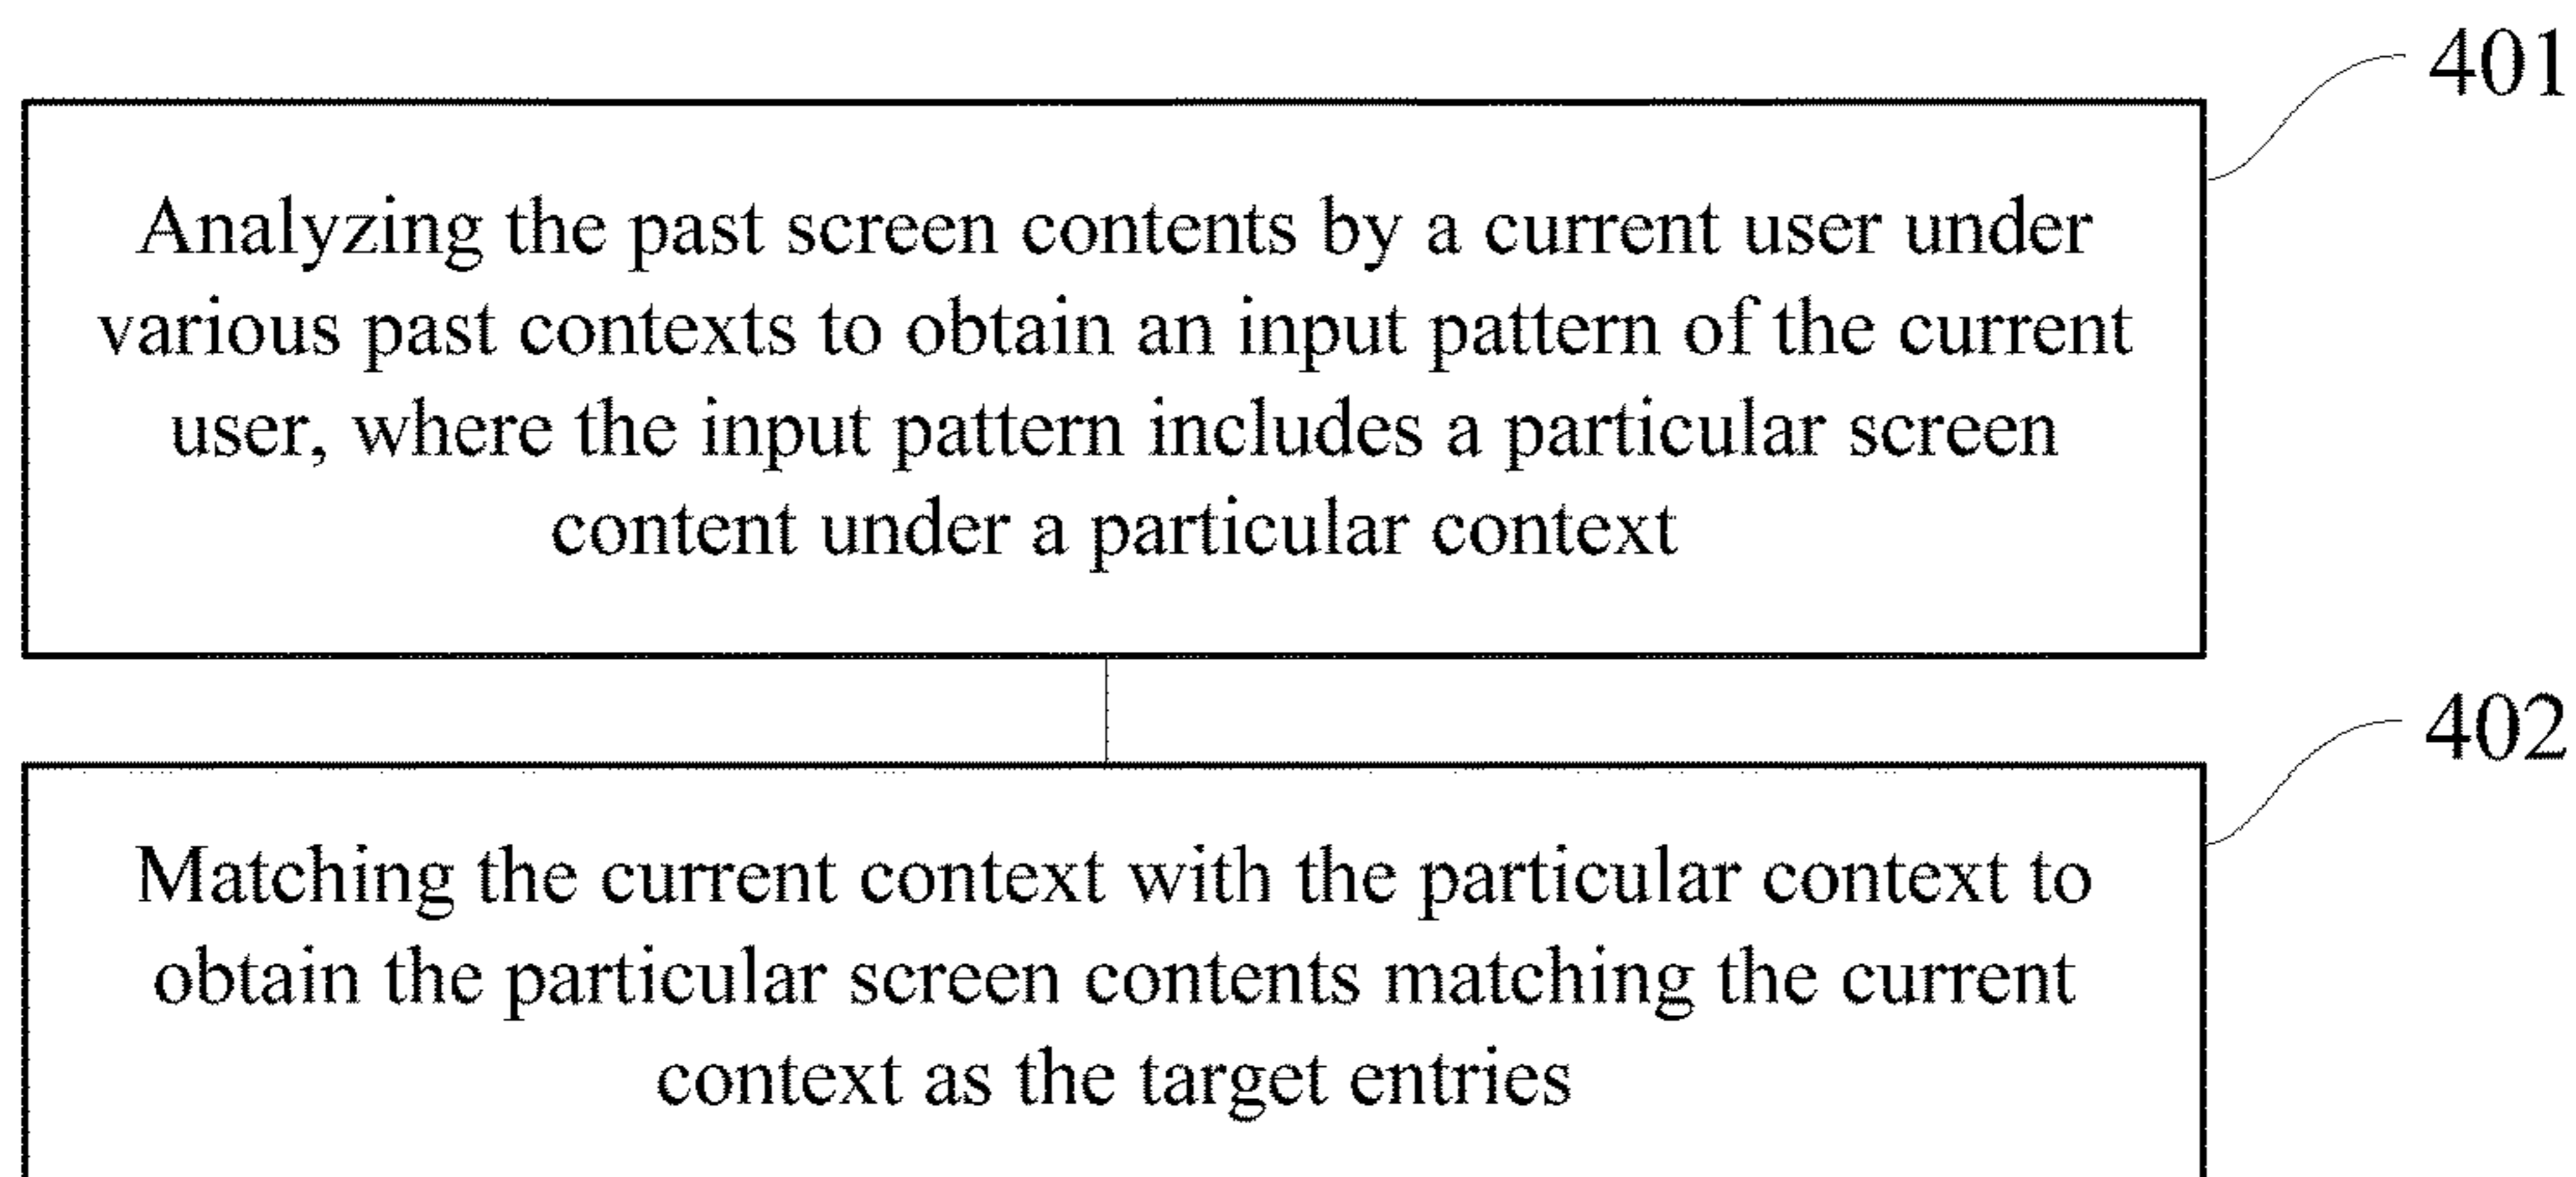 401
Analyzing the past screen contents by a current user under
various past contexts to obtain an input pattern of the current
user, where the input pattern includes a particular screen
content under a particular context
402
Matching the current context with the particular context to
obtain the particular screen contents matching the current
context as the target entries